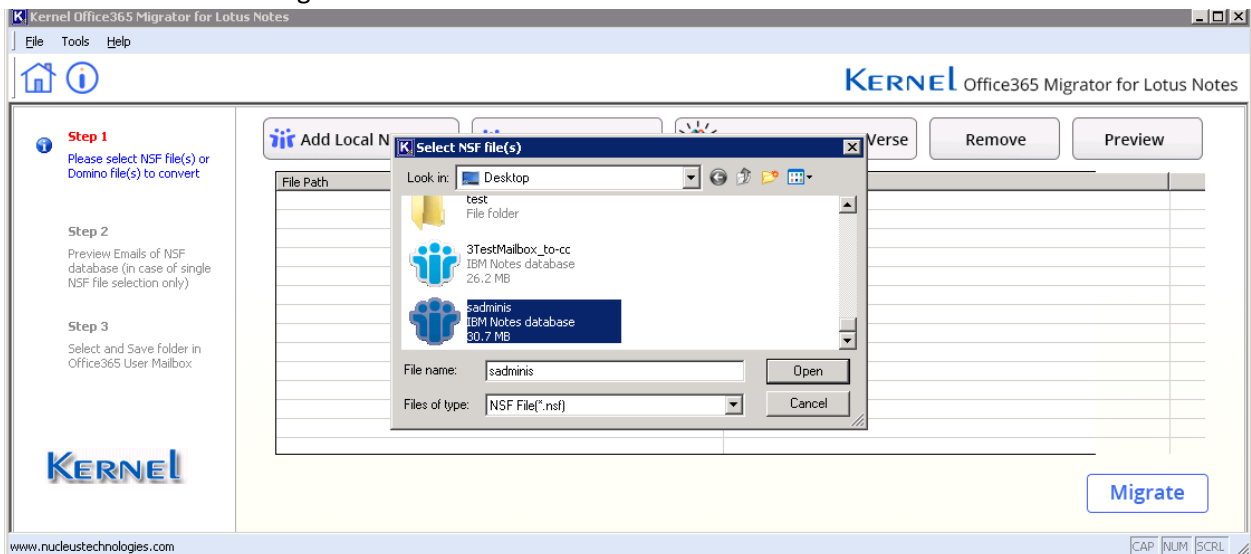 Kernel Office365 Migrator for Lotus Notes
File Tools Help
KERNEL Office365 Migrator for Lotus Notes
Step 1
Please select NSF file(s) or
Domino file(s) to convert
Step 2
Preview Emails of NSF
database (in case of single
NSF file selection only)
Step 3
Select and Save folder in
Office365 User Mailbox
KERNEL
Add Local N
Verse
Remove
Preview
File Path
Select NSF file(s)
Look in: Desktop
test
File folder
3TestMailbox_to-cc
IBM Notes database
26.2 MB
sadminis
IBM Notes database
30.7 MB
File name: sadminis
Open
Files of type: NSF File(*.nsf)
Cancel
Migrate
www.nucleustechnologies.com
CAP NUM SCRL